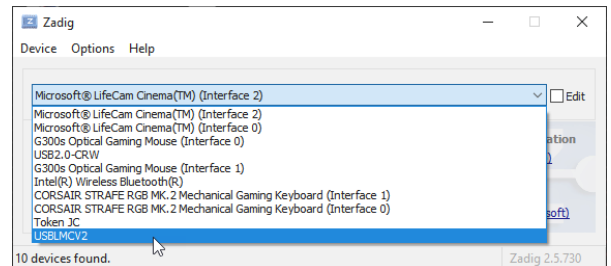 Zadig
Device Options Help
Microsoft® LifeCam Cinema(TM) (Interface 2)
Edit
Microsoft® LifeCam Cinema(TM) (Interface 2)
Microsoft® LifeCam Cinema(TM) (Interface 0)
G300s Optical Gaming Mouse (Interface 0)
USB2.0-CRW
G300s Optical Gaming Mouse (Interface 1)
Intel(R) Wireless Bluetooth(R)
CORSAIR STRAFE RGB MK.2 Mechanical Gaming Keyboard (Interface 1)
CORSAIR STRAFE RGB MK.2 Mechanical Gaming Keyboard (Interface 0)
Token JC
USBLMCV2
ation
soft)
10 devices found.
Zadig 2.5.730